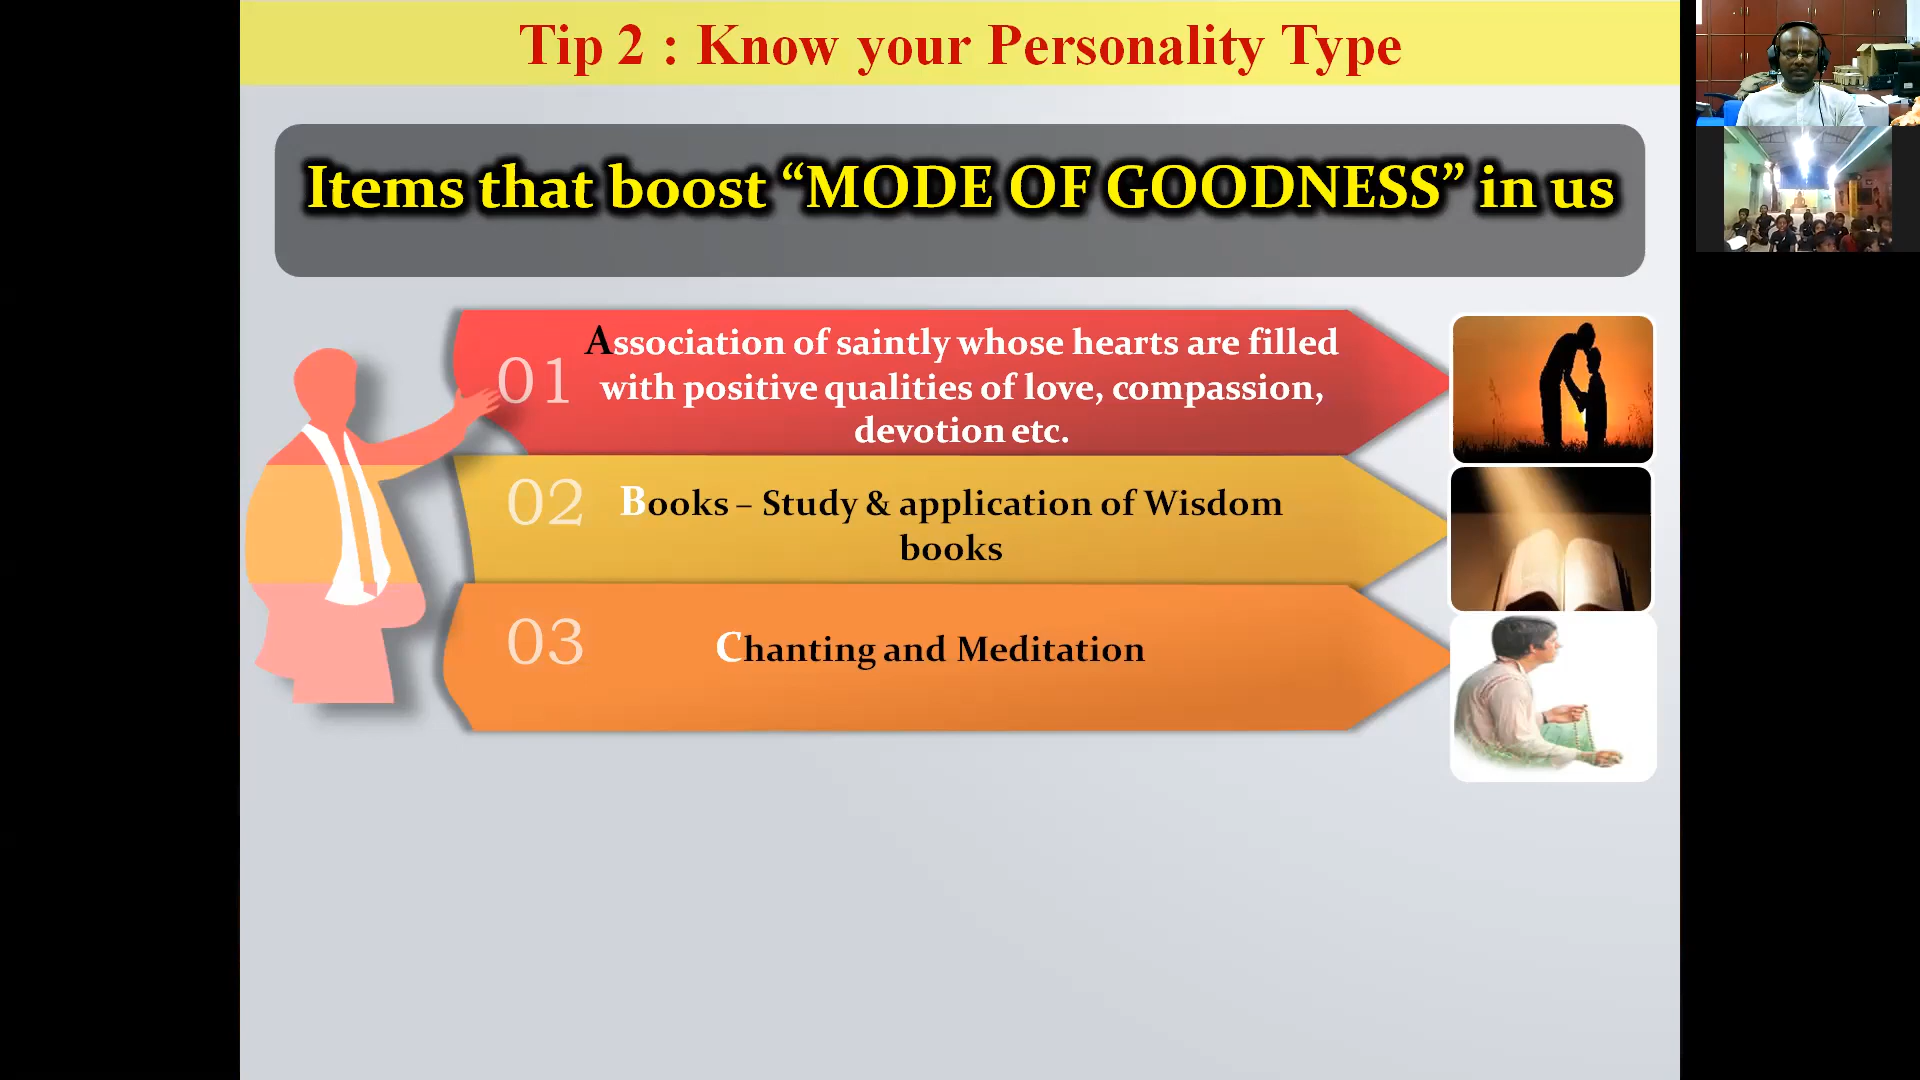 Tip 2 : Know your Personality Type
Items that boost “MODE OF GOODNESS” in us
01
Association of saintly whose hearts are filled
with positive qualities of love, compassion,
devotion etc.
02
Books – Study & application of Wisdom
books
03
Chanting and Meditation